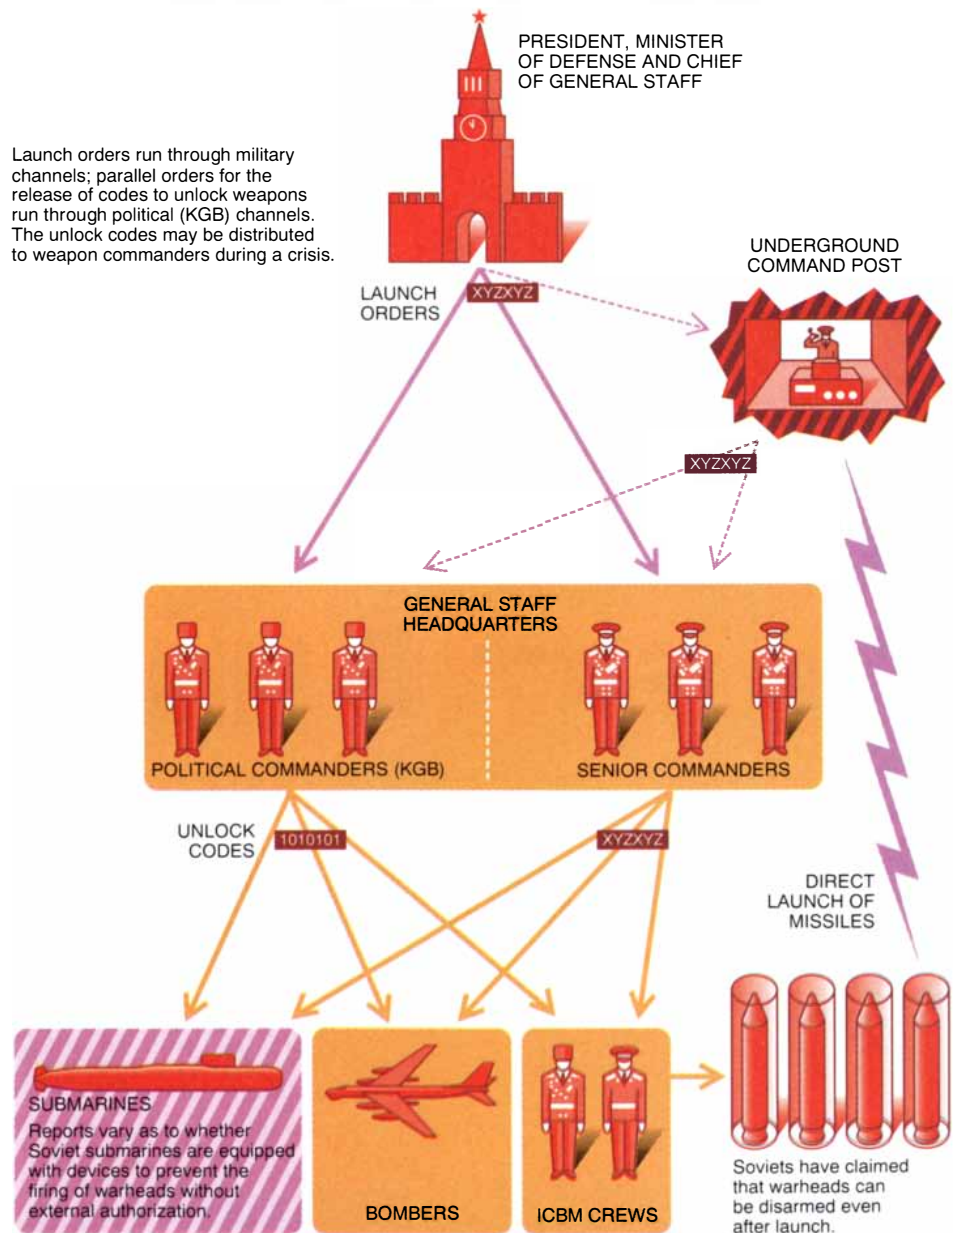 PRESIDENT, MINISTER
OF DEFENSE AND CHIEF
OF GENERAL STAFF
Launch orders run through military
channels; parallel orders for the
release of codes to unlock weapons
run through political (KGB) channels.
The unlock codes may be distributed
to weapon commanders during a crisis.
UNDERGROUND
COMMAND POST
LAUNCH
ORDERS
XYZXYZ
XYZXYZ
GENERAL STAFF
HEADQUARTERS
POLITICAL COMMANDERS (KGB)
SENIOR COMMANDERS
UNLOCK
CODES
1010101
XYZXYZ
DIRECT
LAUNCH OF
MISSILES
SUBMARINES
Reports vary as to whether
Soviet submarines are equipped
with devices to prevent the
firing of warheads without
external authorization.
BOMBERS
ICBM CREWS
Soviets have claimed
that warheads can
be disarmed even
after launch.